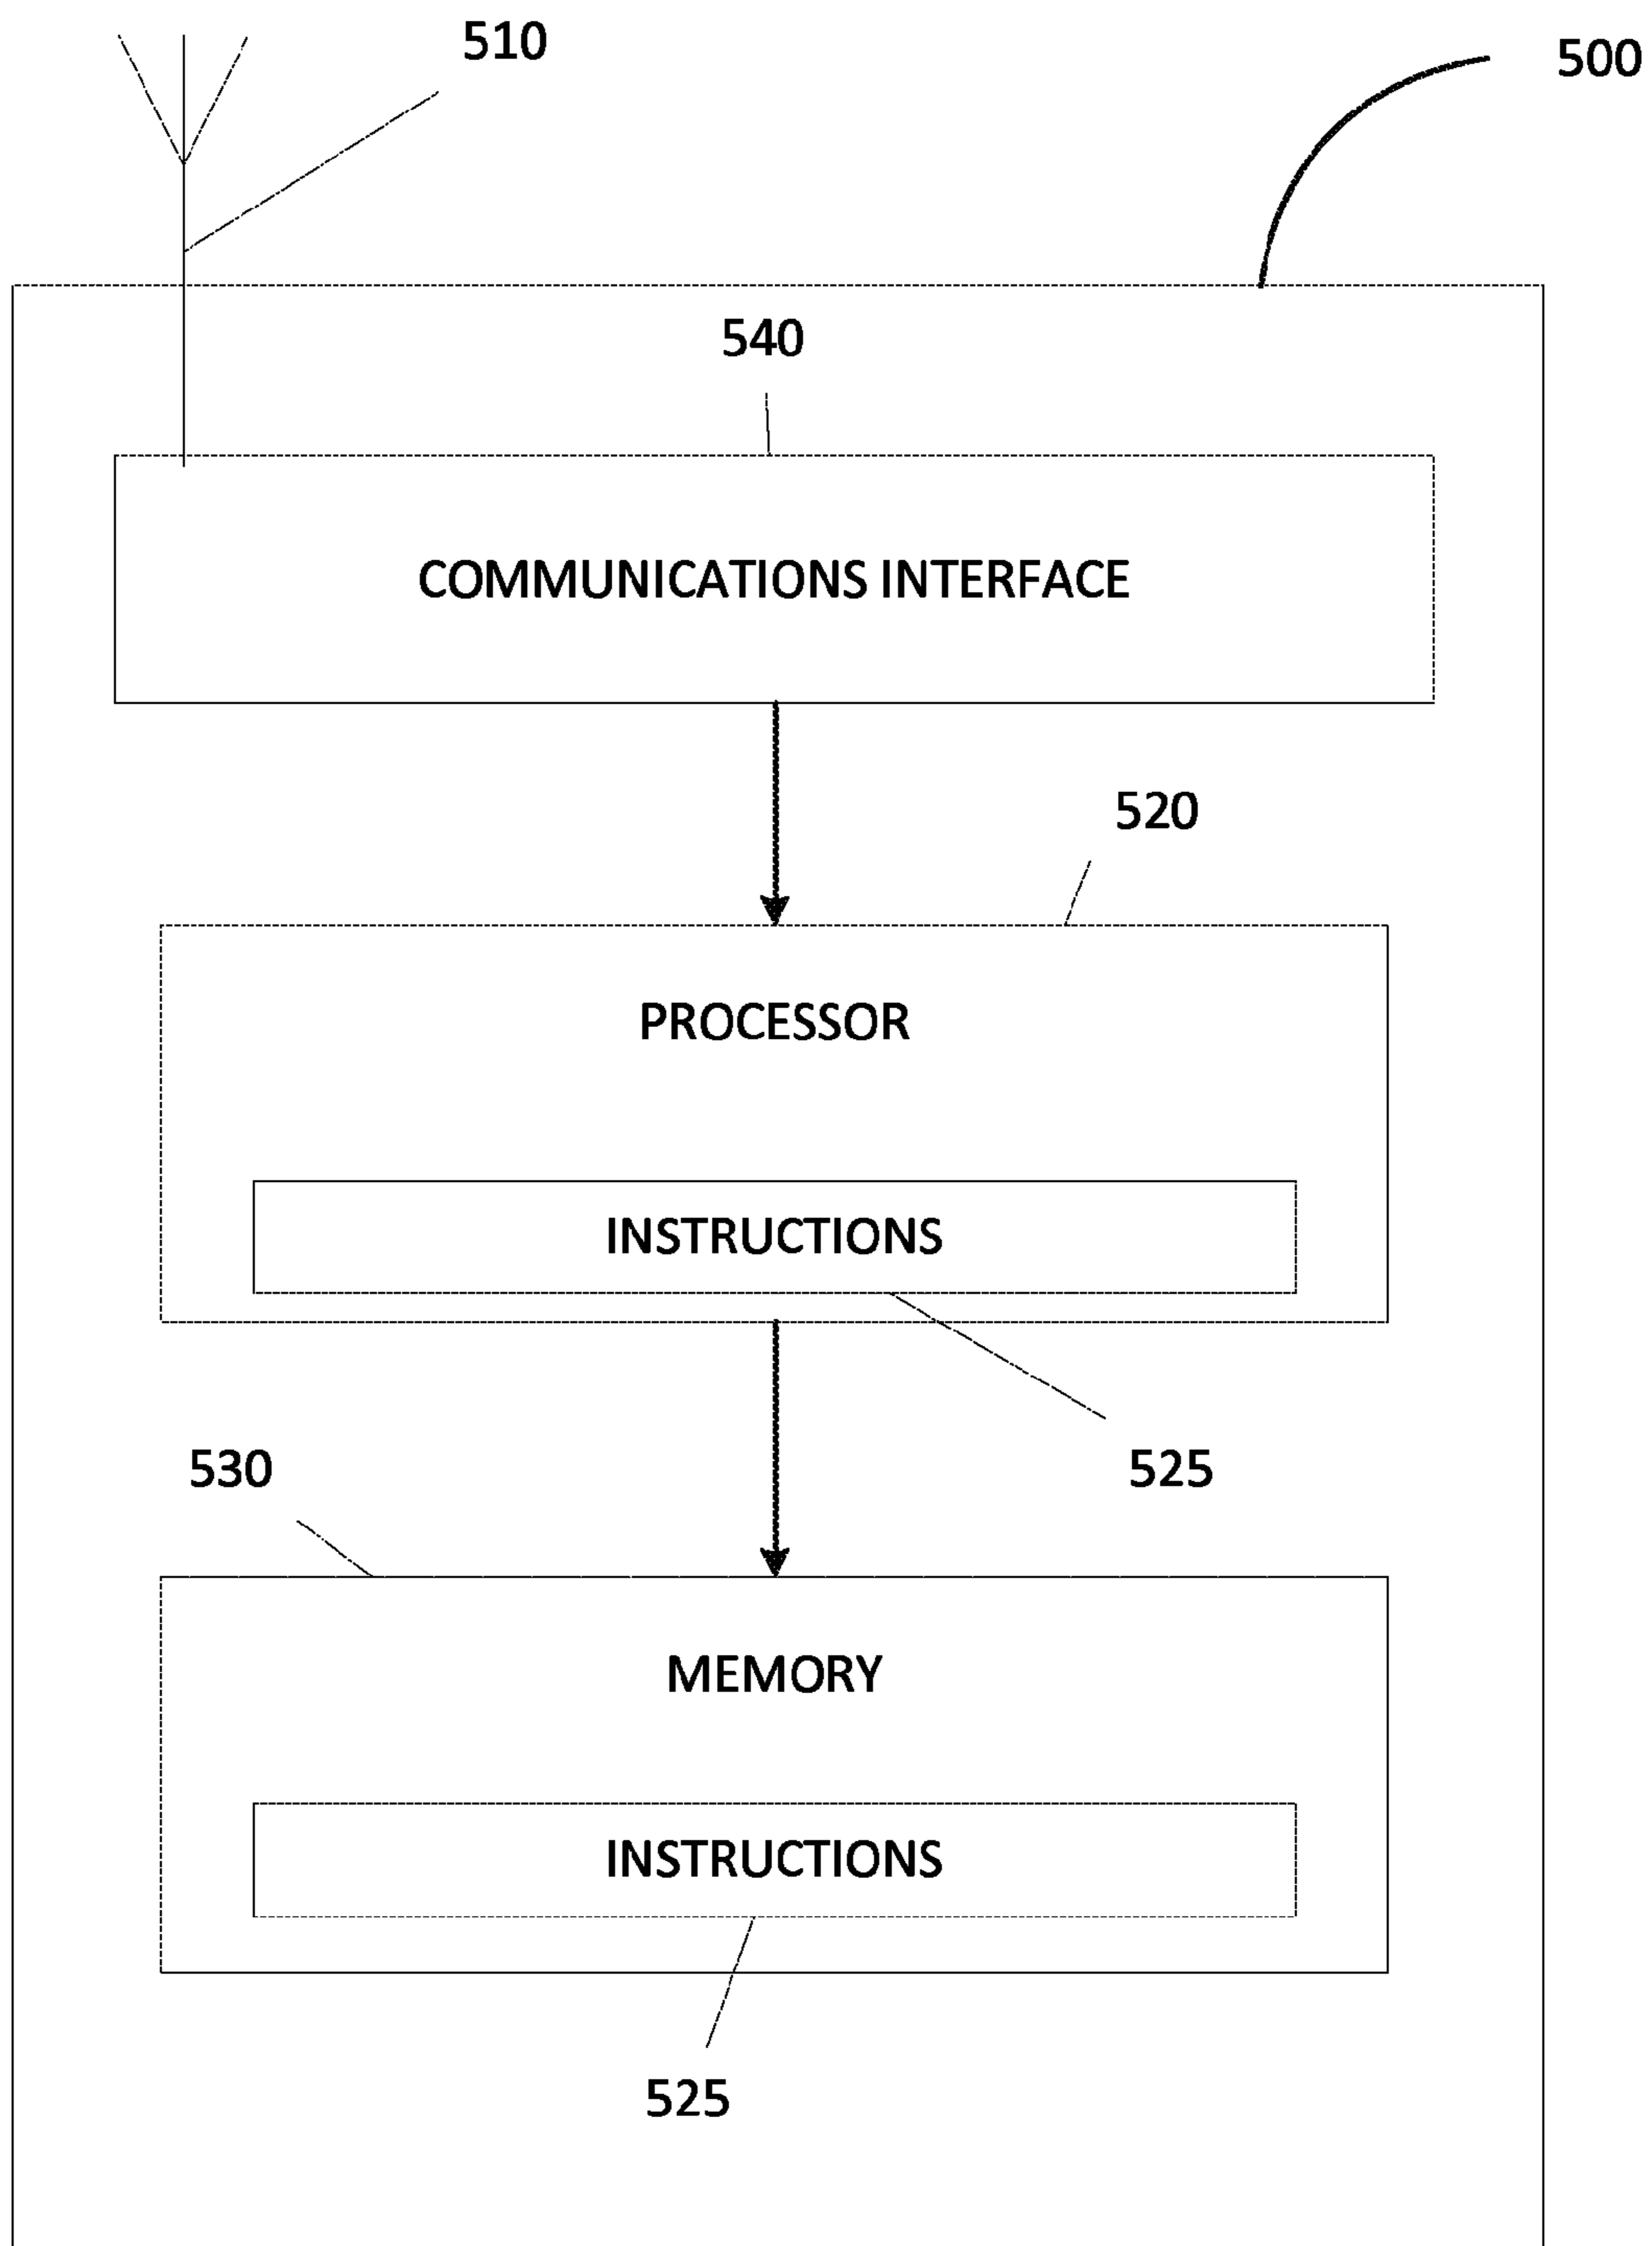 510
500
540
COMMUNICATIONS INTERFACE
520
PROCESSOR
INSTRUCTIONS
530
525
MEMORY
INSTRUCTIONS
525